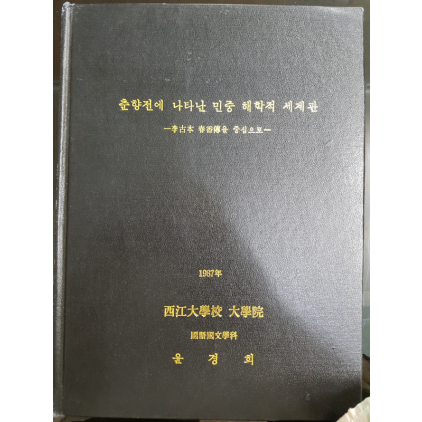 춘향전에 나타난 민중 해학적 세계관
―李古本 春香傳을 중심으로―
1987年
西江大學校 大學院
國語國文學科
윤경희